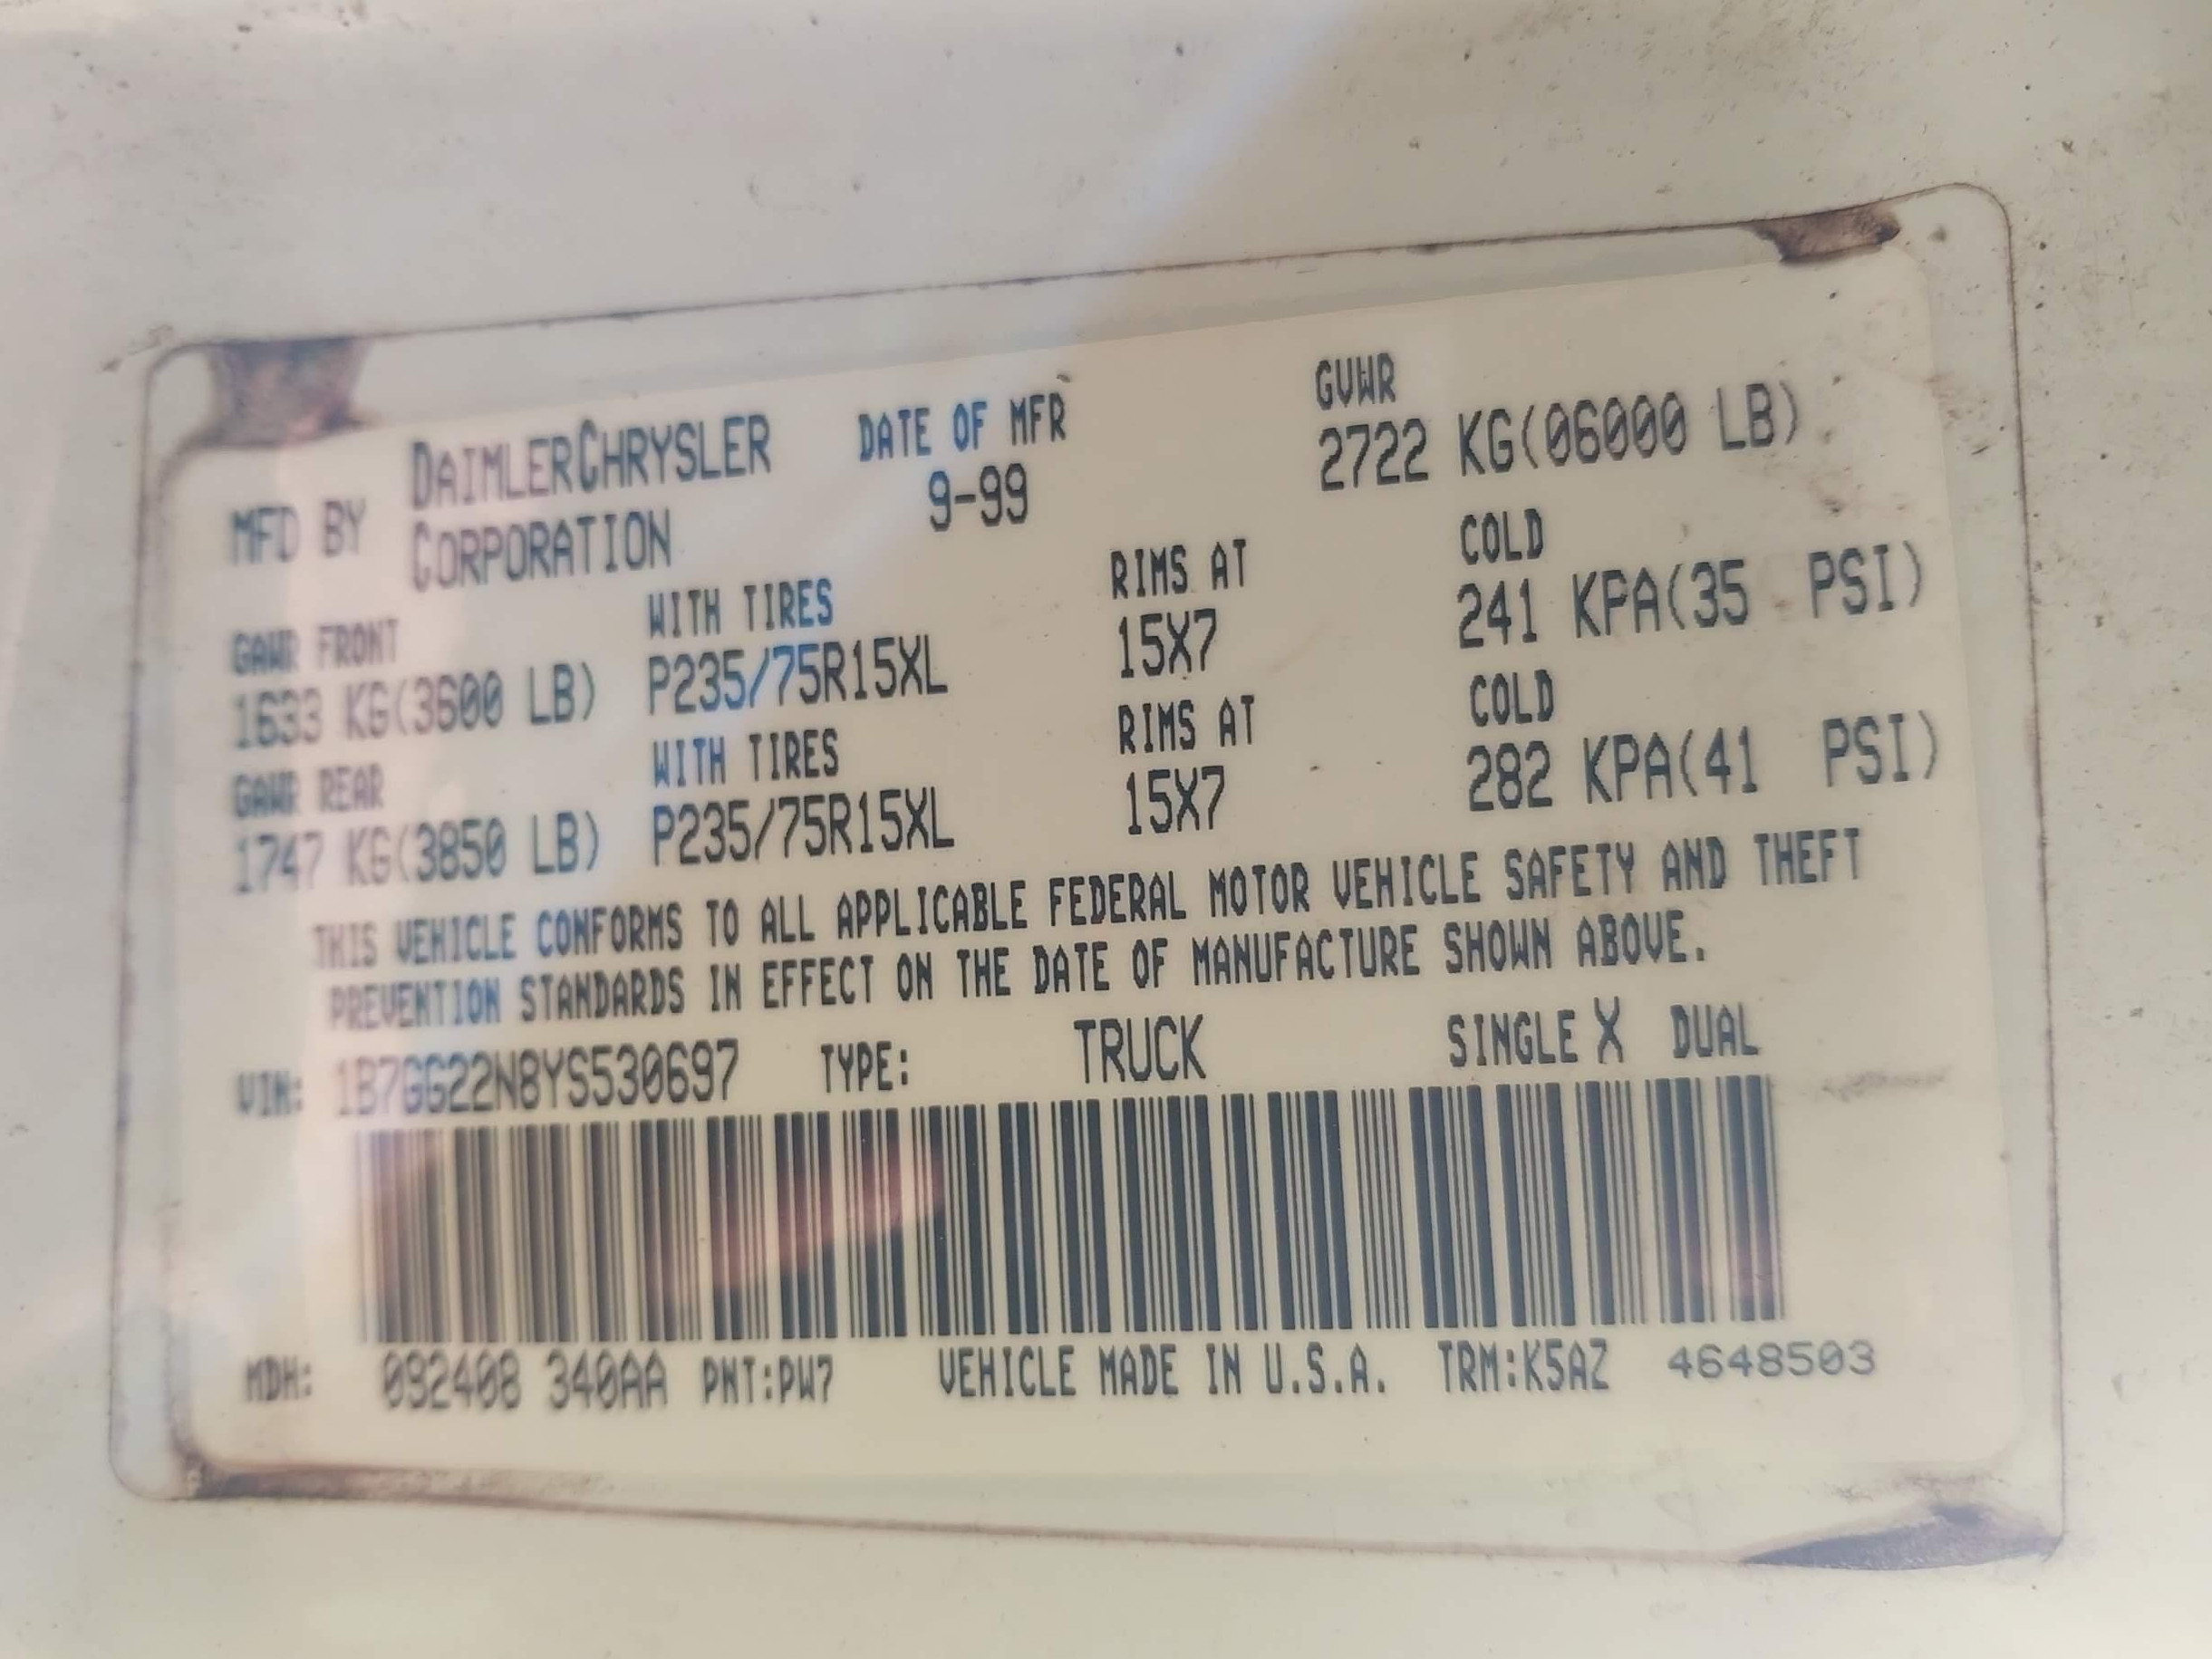 MFD BY DAIMLERCHRYSLER CORPORATION DATE OF MFR 9-99 GVWR 2722 KG(06000 LB)
GAWR FRONT WITH TIRES RIMS AT COLD
1633 KG(3600 LB) P235/75R15XL 15X7 241 KPA(35 PSI)
GAWR REAR WITH TIRES RIMS AT COLD
1747 KG(3850 LB) P235/75R15XL 15X7 282 KPA(41 PSI)
THIS VEHICLE CONFORMS TO ALL APPLICABLE FEDERAL MOTOR VEHICLE SAFETY AND THEFT
PREVENTION STANDARDS IN EFFECT ON THE DATE OF MANUFACTURE SHOWN ABOVE.
VIN: 1B7GG22N8YS530697 TYPE: TRUCK SINGLE X DUAL
MDH: 092408 340AA PNT:PW7 VEHICLE MADE IN U.S.A. TRM:K5AZ 4648503